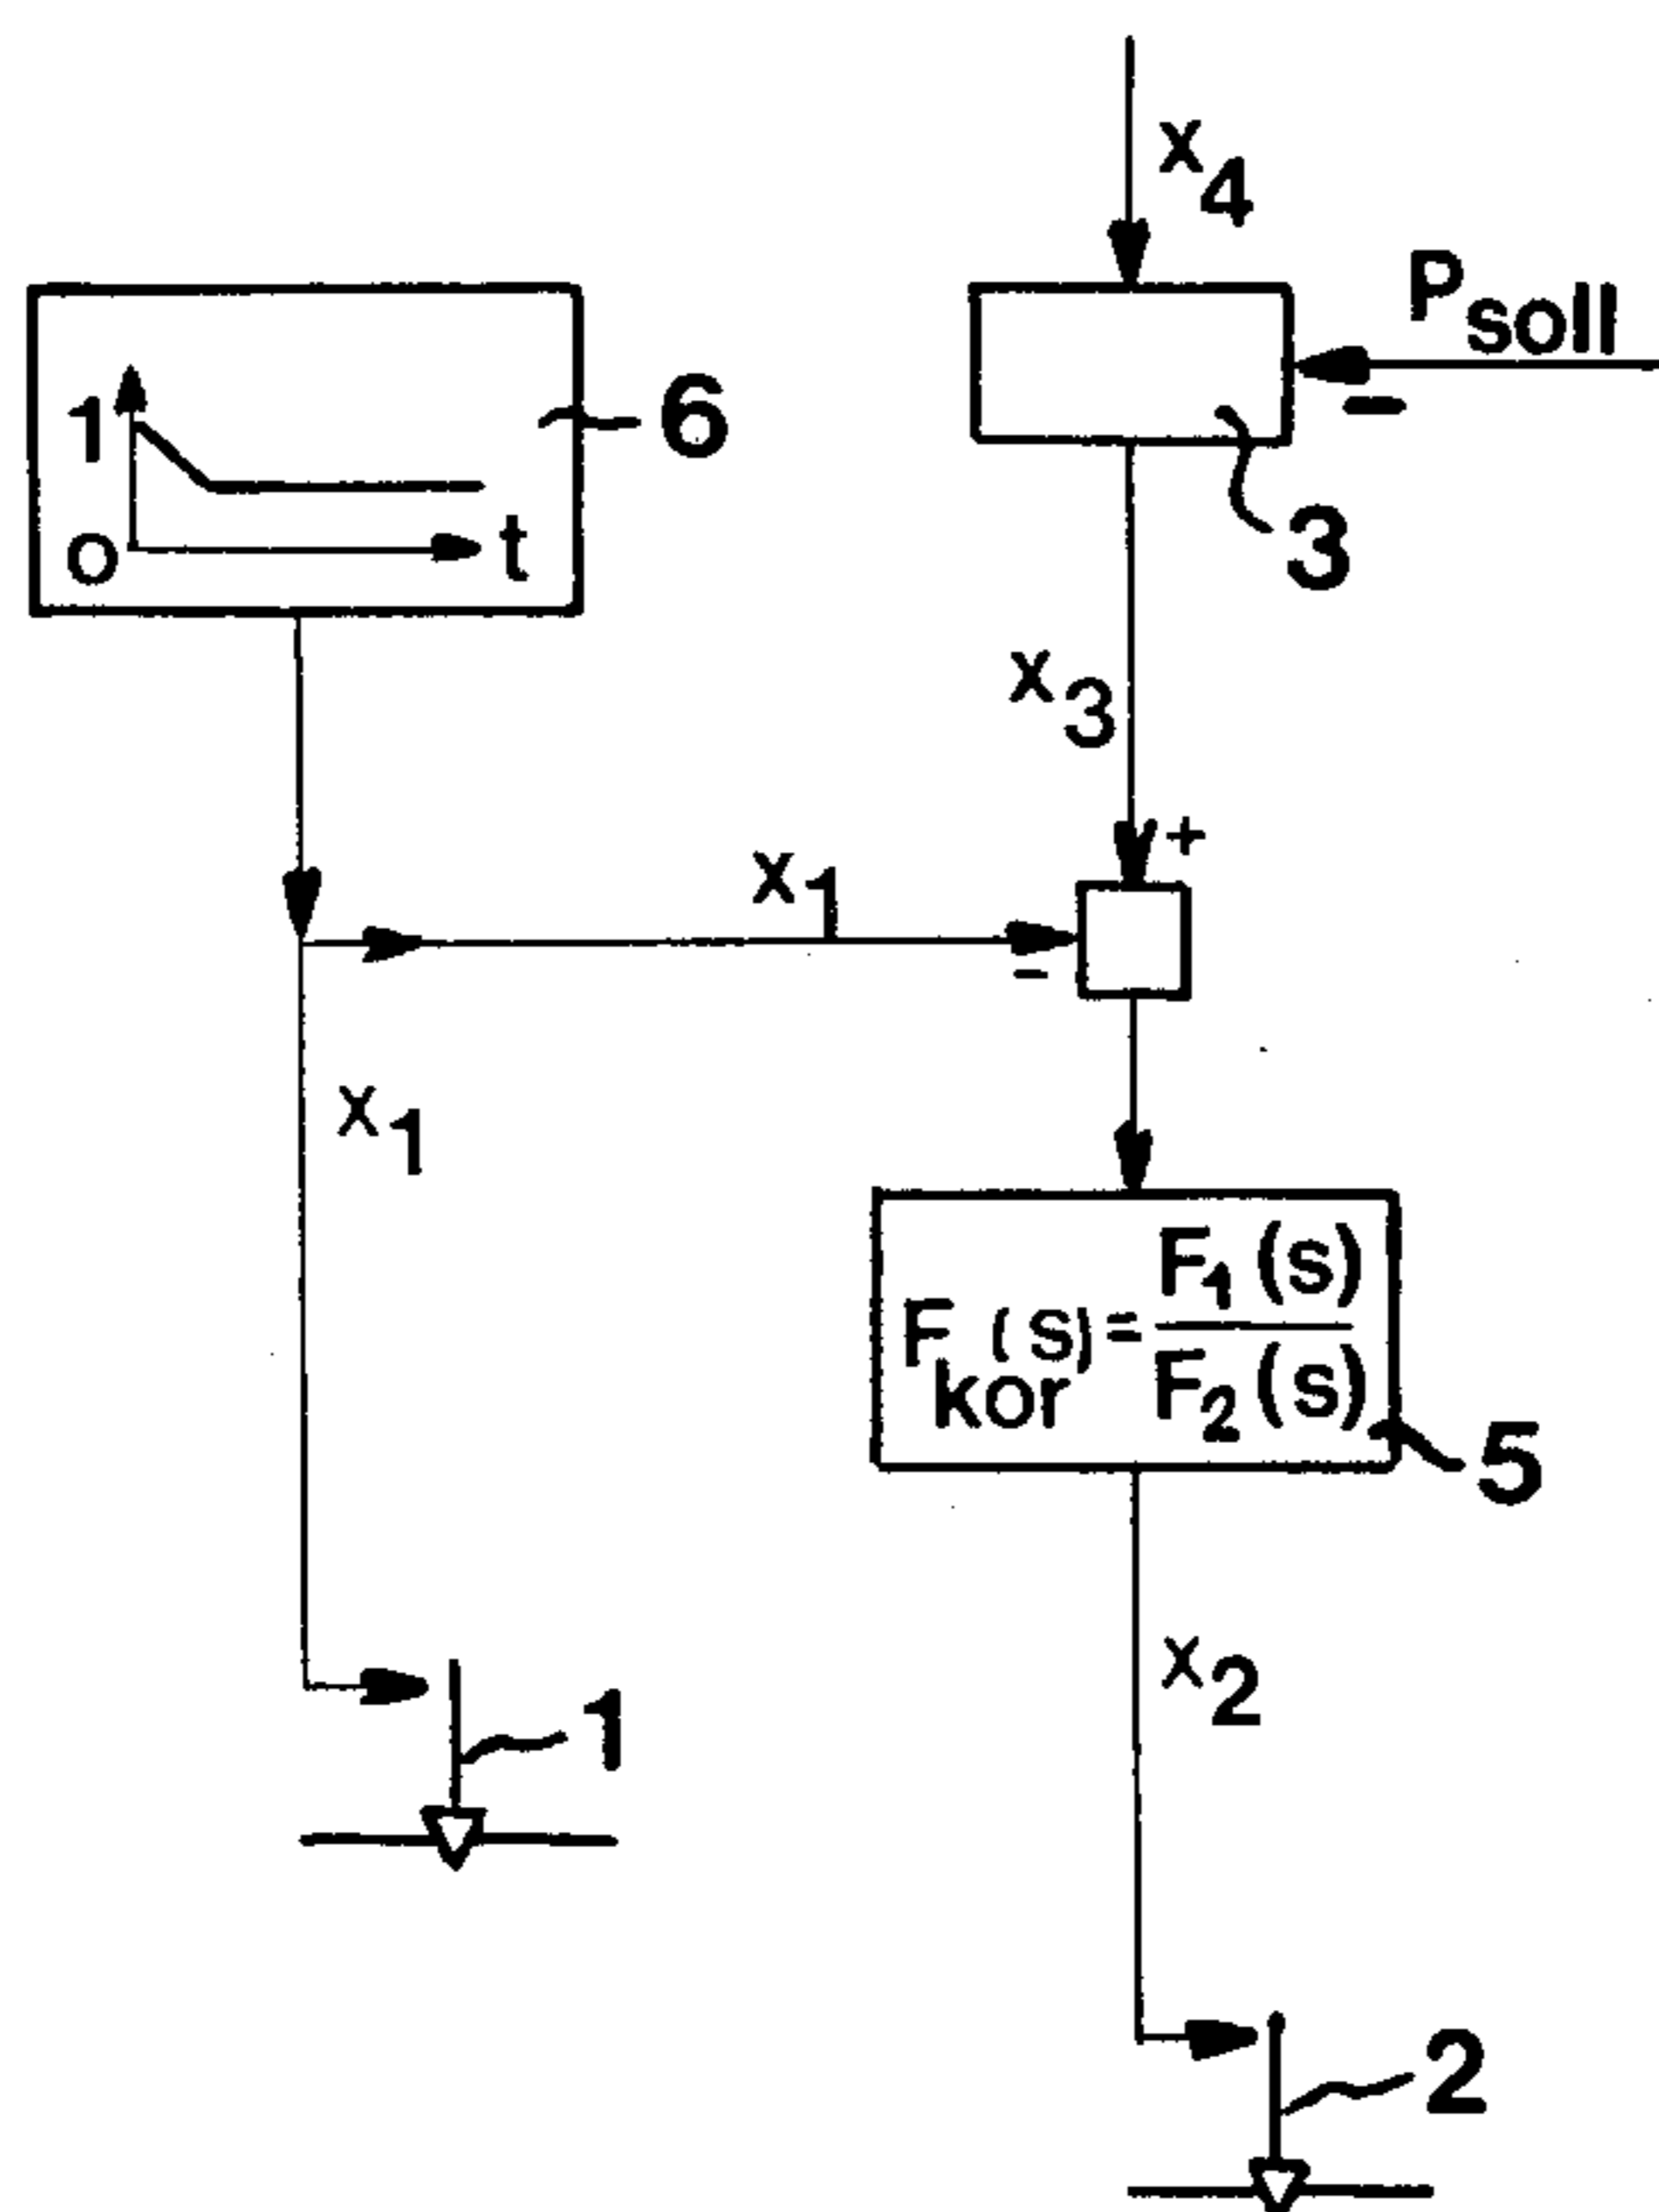 x4
Psoll
1
6
o
t
3
x3
+
x1
-
-
x1
Fkor(s)=F1(s)/F2(s)
5
x2
1
2